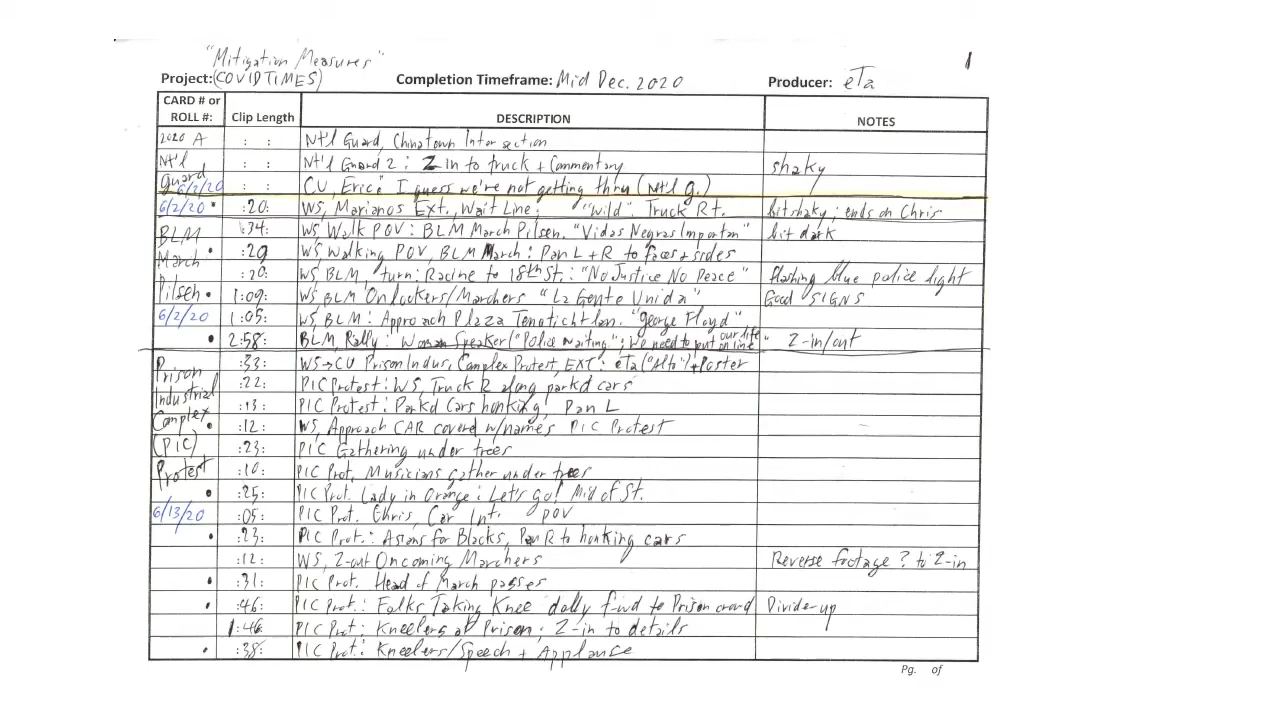 "Mitigation Measures" 1
Project: (COVID TIMES) Completion Timeframe: Mid Dec. 2020 Producer: eTa
CARD # or ROLL #: Clip Length DESCRIPTION NOTES
2020 A : : Nt'l Guard, Chinatown Intersection
Nt'l : : Nt'l Guard 2: Z in to truck + Commentary shaky
guard 6/2/20 : : CU, Eric: I guess we're not getting thru (Nt'l g.)
6/2/20 • :20: WS, Marianos Ext., Wait Line: "Wild". Truck Rt. bit shaky; ends on Chris
BLM :34: WS Walk POV: BLM March Pilsen. "Vidas Negras Importan" bit dark
March • :29 WS Walking POV, BLM March: Pan L + R to faces + sides
:20: WS BLM turn: Racine to 18th St.: "No Justice No Peace" flashing blue police light
Pilsen • 1:09: WS BLM Onlookers/Marchers "La Gente Unida" Good SIGNS
6/2/20 1:05: WS, BLM: Approach Plaza Tenochtitlan. "George Floyd"
• 2:58: BLM, Rally: Woman Speaker ("Police waiting."; We need to put our life on line" Z-in/out
Prison :33: WS→CU Prison Indus. Complex Protest, EXT: eTa ("Alto") + Poster
Industrial :22: PIC Protest: WS, Truck R along parkd cars
:13: PIC Protest: Parkd Cars honking! Pan L
Complex • :12: WS, Approach CAR covered w/names PIC Protest
(PIC) :23: PIC Gathering under trees
Protest :10: PIC Prot. Musicians gather under trees
• :25: PIC Prot. Lady in Orange: Let's go! Mid of St.
6/13/20 :05: PIC Prot. Chris, Car Int. POV
• :23: PIC Prot.: Asians for Blacks, Pan R to honking cars
:12: WS, Z-out Oncoming Marchers Reverse footage? to Z-in
• :31: PIC Prot. Head of March passes
• :46: PIC Prot.: Folks Taking Knee dolly fwd to Prison crowd Divide-up
1:46: PIC Prot: Kneelers at Prison; Z-in to details
• :38: PIC Prot: Kneelers/Speech + Applause
Pg. of